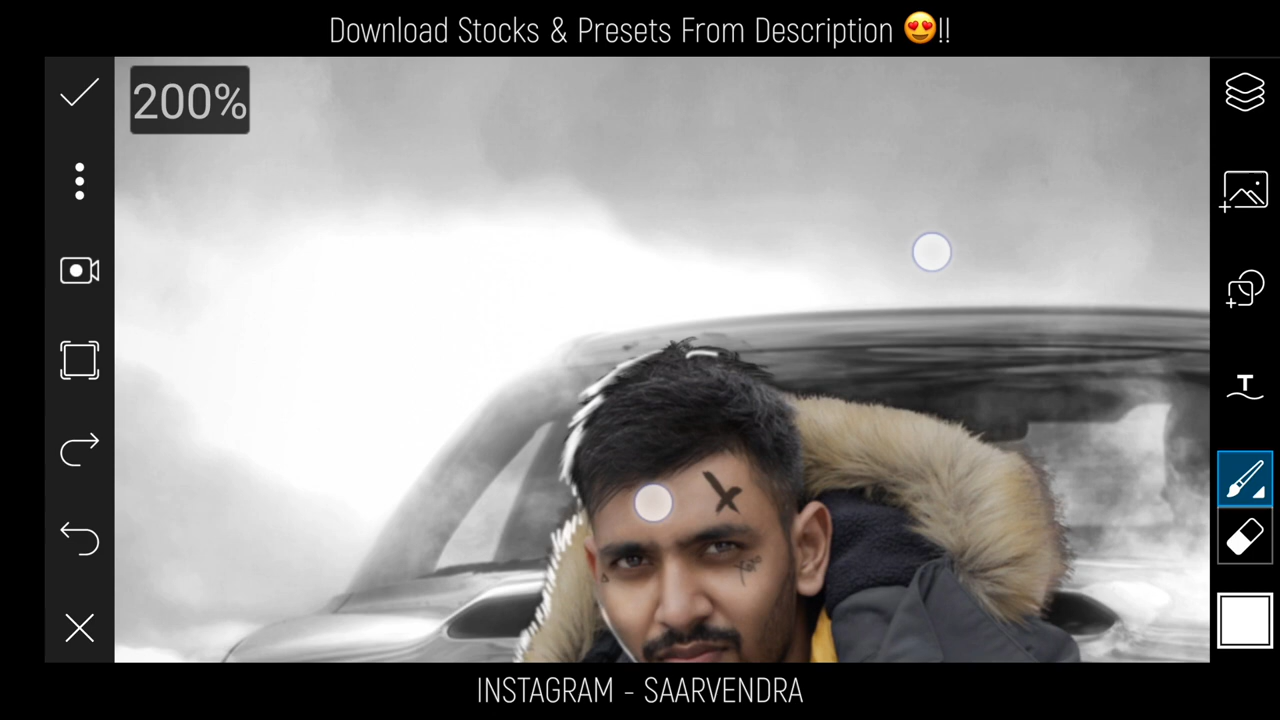 Download Stocks & Presets From Description 😍!!
200%
T
INSTAGRAM - SAARVENDRA